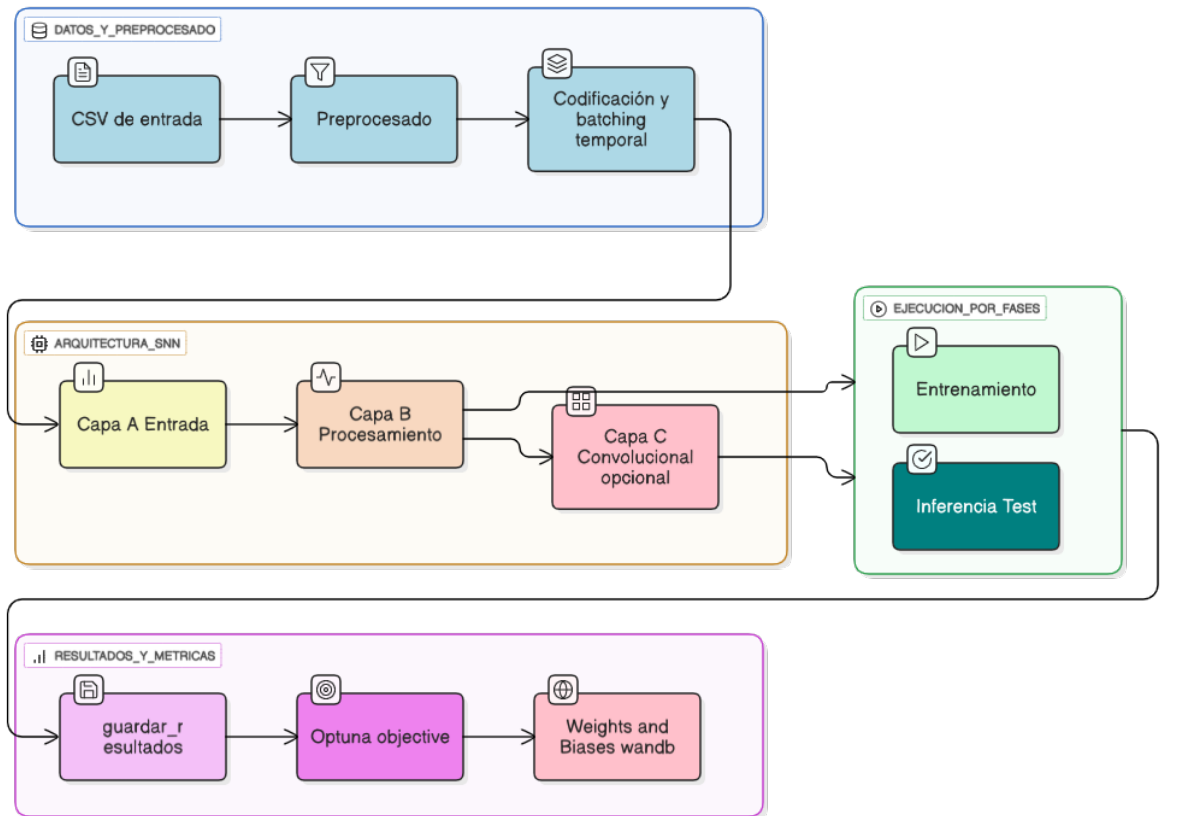 DATOS_Y_PREPROCESADO
CSV de entrada
Preprocesado
Codificación y
batching
temporal
EJECUCION_POR_FASES
Entrenamiento
Inferencia Test
ARQUITECTURA_SNN
Capa A Entrada
Capa B
Procesamiento
Capa C
Convolucional
opcional
RESULTADOS_Y_METRICAS
guardar_r
esultados
Optuna objective
Weights and
Biases wandb